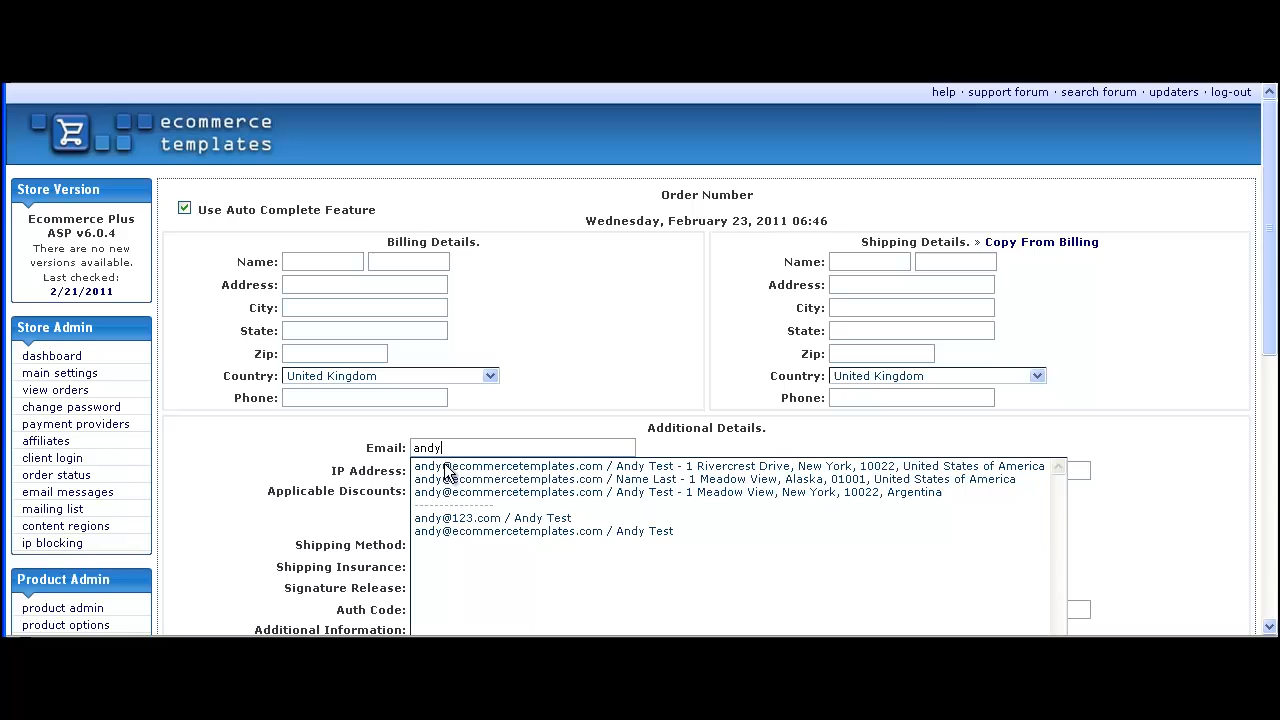 help · support forum · search forum · updaters · log-out
ecommerce
templates
Store Version
Ecommerce Plus
ASP v6.0.4
There are no new
versions available.
Last checked:
2/21/2011
Store Admin
dashboard
main settings
view orders
change password
payment providers
affiliates
client login
order status
email messages
mailing list
content regions
ip blocking
Product Admin
product admin
product options
Order Number
Use Auto Complete Feature
Wednesday, February 23, 2011 06:46
Billing Details.
Name:
Address:
City:
State:
Zip:
Country: United Kingdom
Phone:
Shipping Details. » Copy From Billing
Name:
Address:
City:
State:
Zip:
Country: United Kingdom
Phone:
Additional Details.
Email: andy
IP Address:
Applicable Discounts:
Shipping Method:
Shipping Insurance:
Signature Release:
Auth Code:
Additional Information:
andy@ecommercetemplates.com / Andy Test - 1 Rivercrest Drive, New York, 10022, United States of America
andy@ecommercetemplates.com / Name Last - 1 Meadow View, Alaska, 01001, United States of America
andy@ecommercetemplates.com / Andy Test - 1 Meadow View, New York, 10022, Argentina
----------------
andy@123.com / Andy Test
andy@ecommercetemplates.com / Andy Test